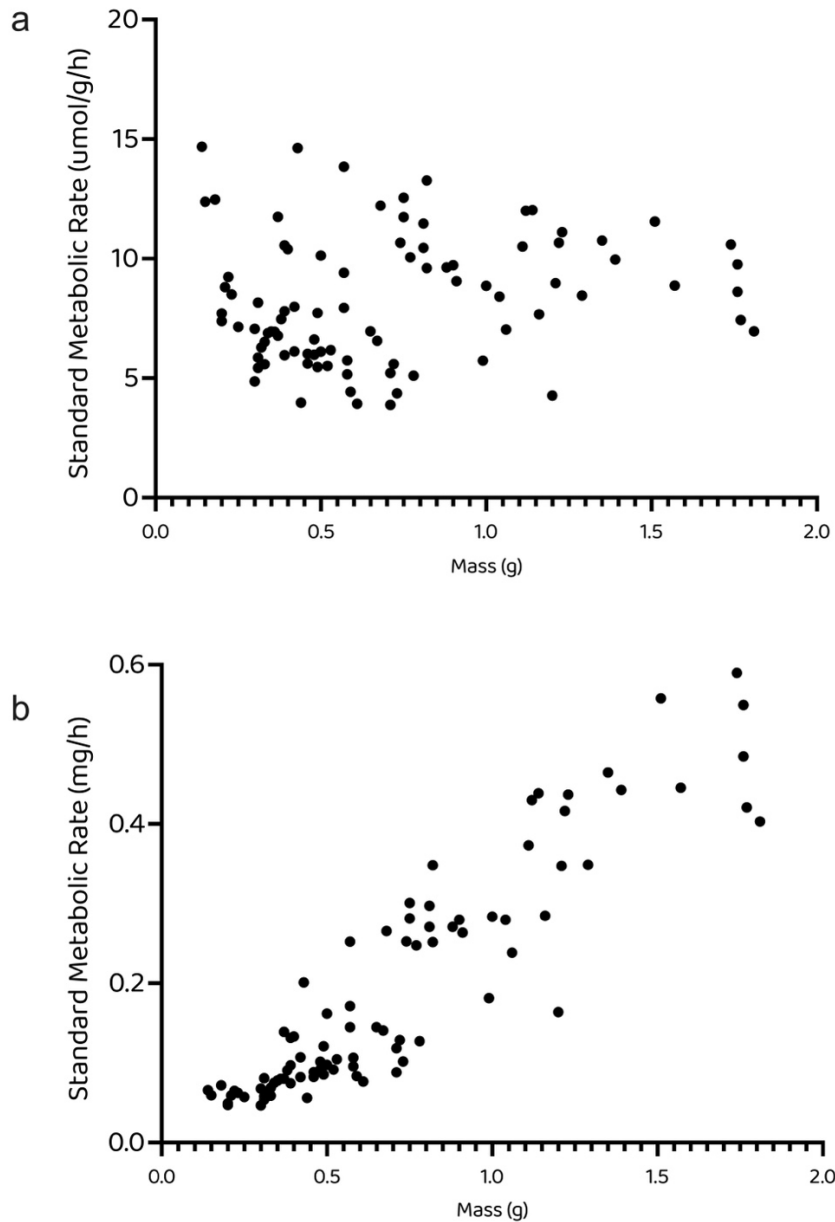 a
Standard Metabolic Rate (umol/g/h)
20
15
10
5
0
0.0 0.5 1.0 1.5 2.0
Mass (g)
b
Standard Metabolic Rate (mg/h)
0.6
0.4
0.2
0.0
0.0 0.5 1.0 1.5 2.0
Mass (g)